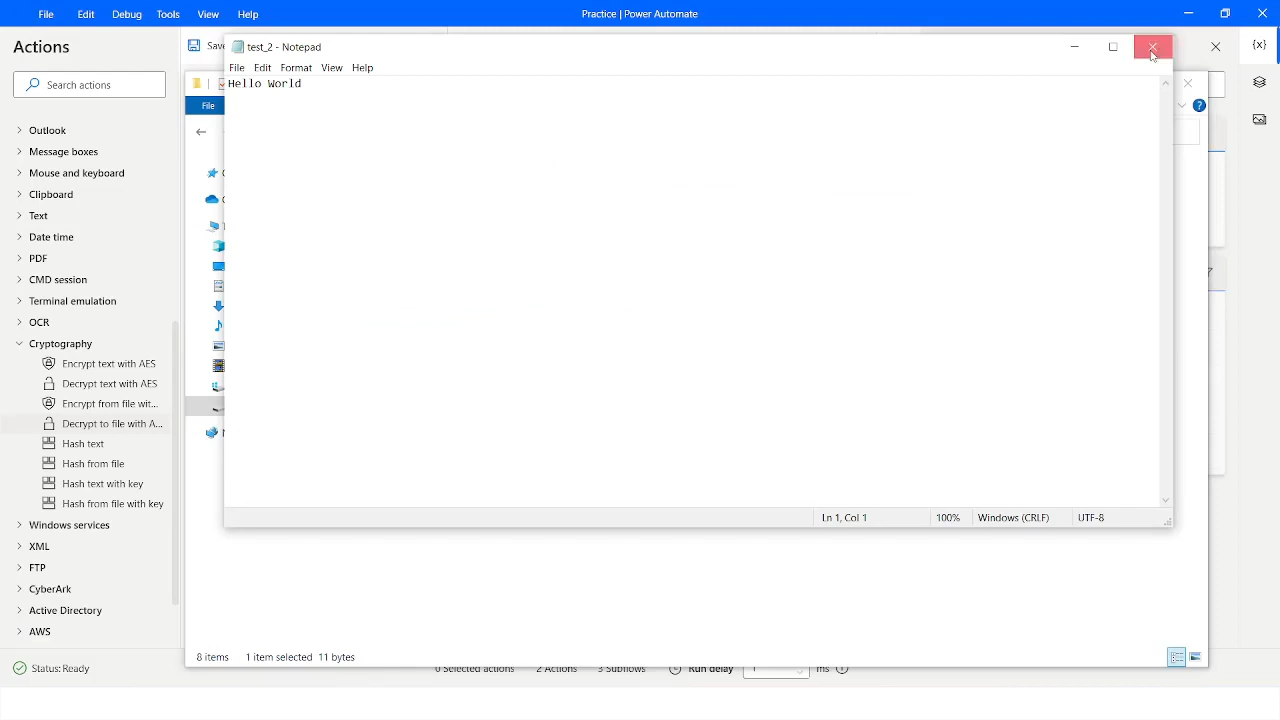 File Edit Debug Tools View Help Practice | Power Automate
Actions
Search actions
Outlook
Message boxes
Mouse and keyboard
Clipboard
Text
Date time
PDF
CMD session
Terminal emulation
OCR
Cryptography
Encrypt text with AES
Decrypt text with AES
Encrypt from file wit...
Decrypt to file with A...
Hash text
Hash from file
Hash text with key
Hash from file with key
Windows services
XML
FTP
CyberArk
Active Directory
AWS
Status: Ready
File
test_2 - Notepad
File Edit Format View Help
Hello World
Ln 1, Col 1 100% Windows (CRLF) UTF-8
8 items 1 item selected 11 bytes
0 Selected actions 2 Actions 3 Subflows Run delay ms
{x}